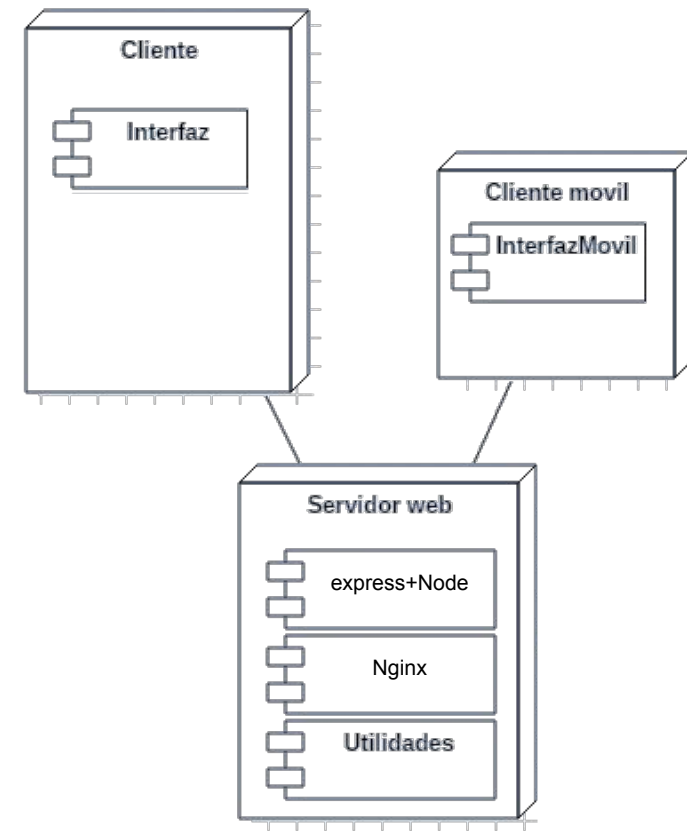 Cliente
Interfaz
Cliente movil
InterfazMovil
Servidor web
express+Node
Nginx
Utilidades